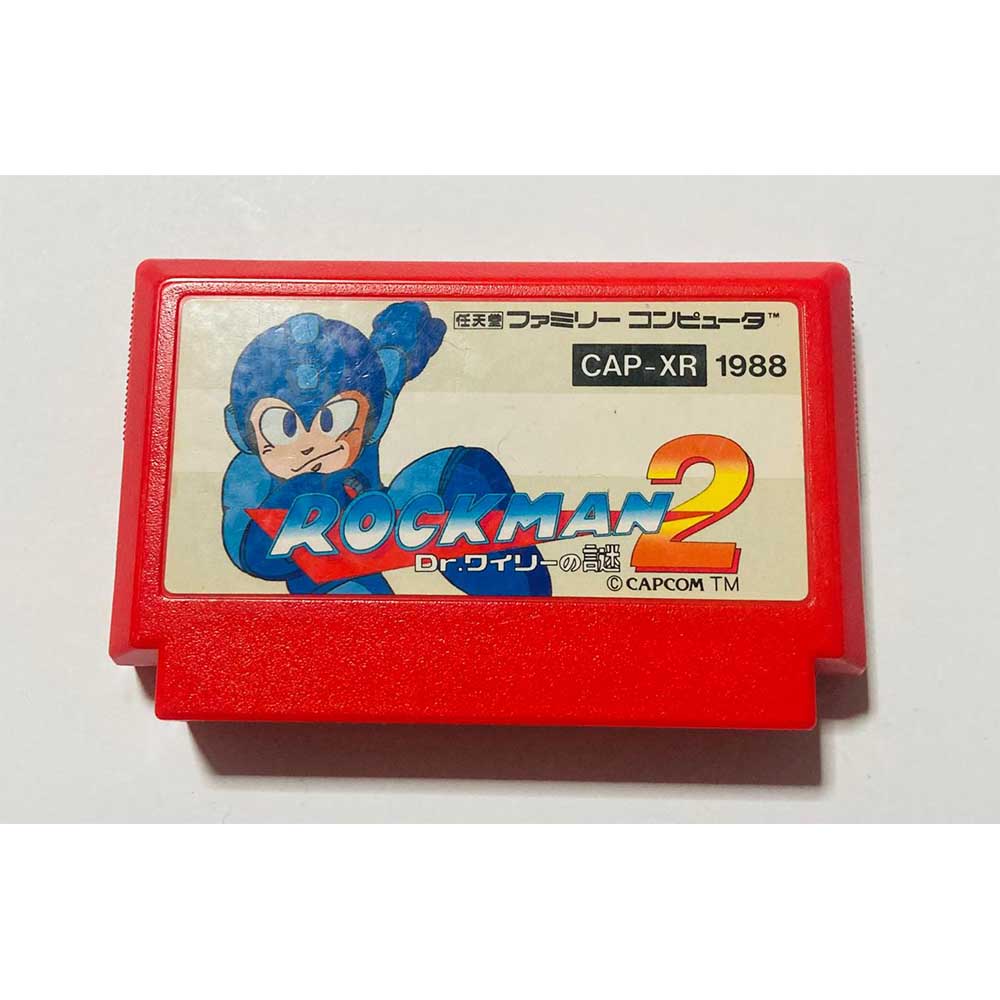 任天堂 ファミリー コンピュータ™
CAP-XR 1988
ROCKMAN 2
Dr.ワイリーの謎
©CAPCOM TM